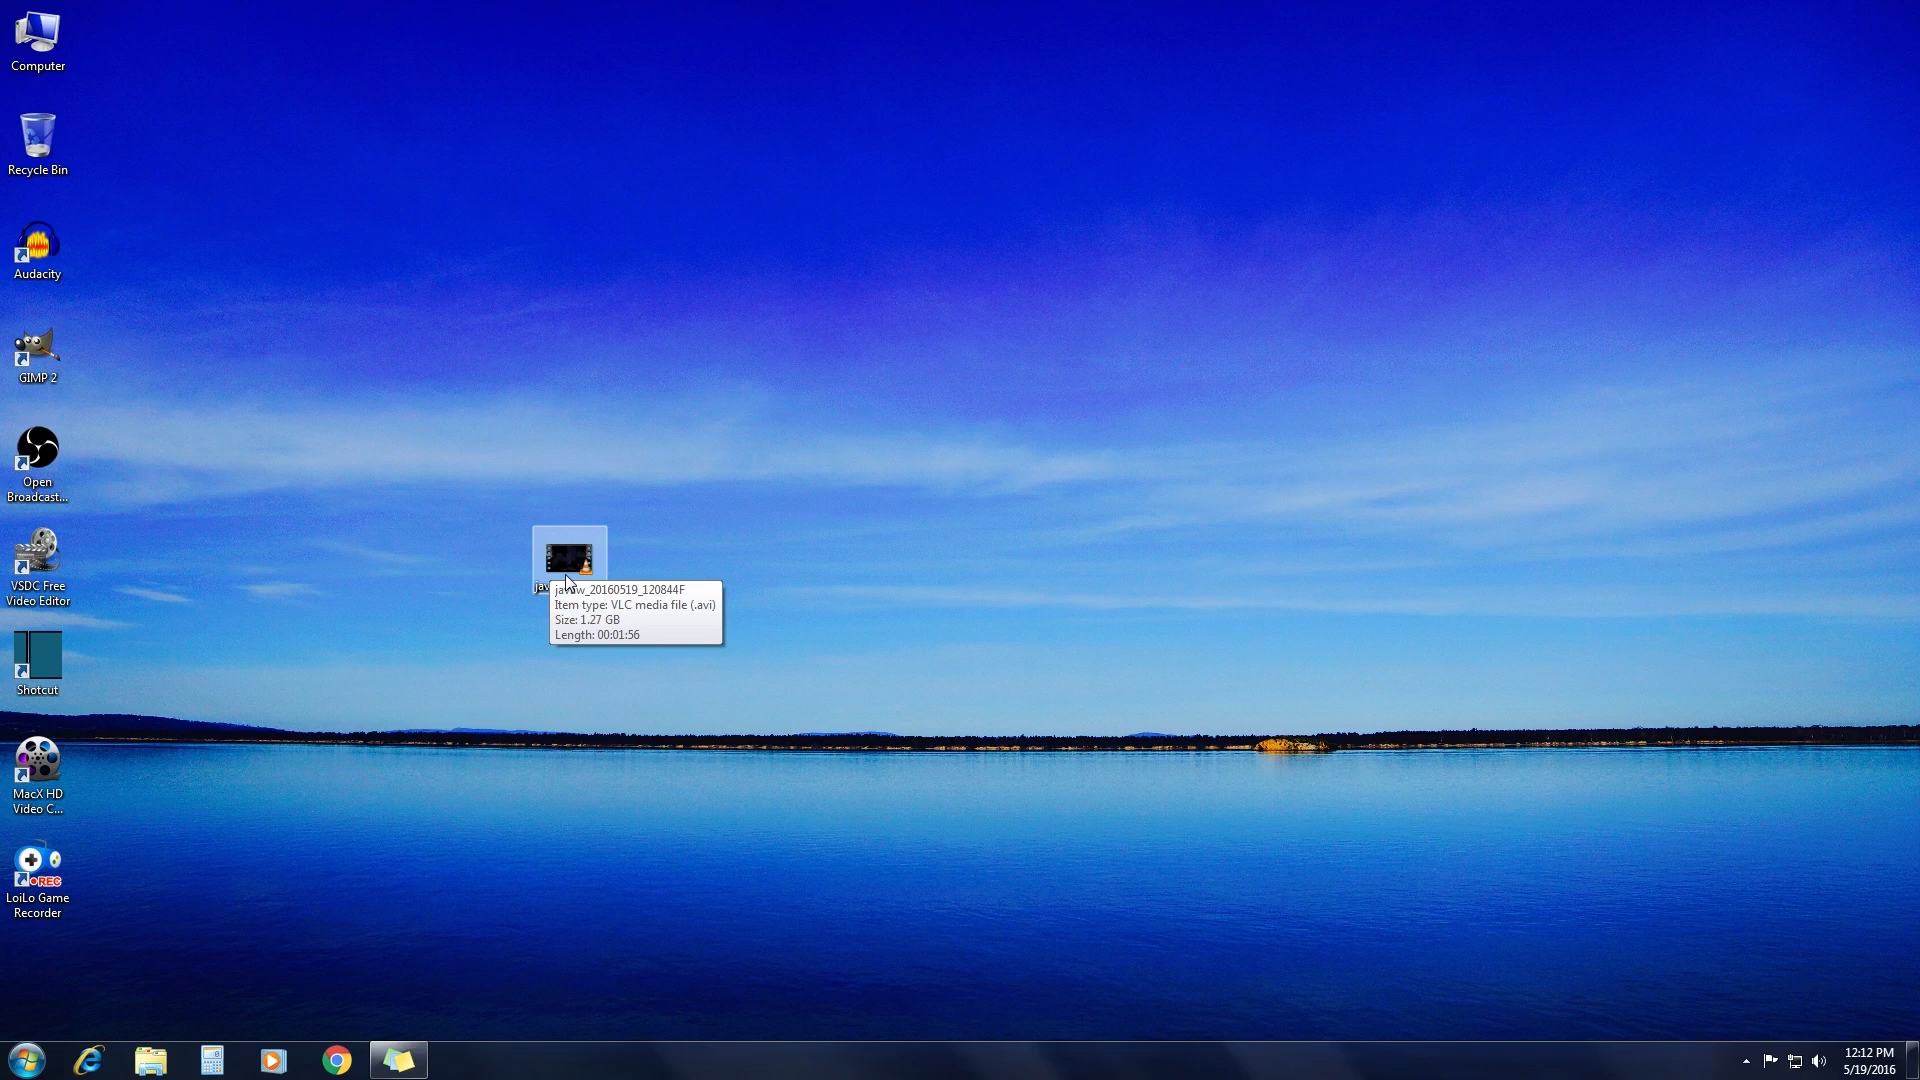 Computer
Recycle Bin
Audacity
GIMP 2
Open
Broadcast...
VSDC Free
Video Editor
Shotcut
MacX HD
Video C...
LoiLo Game
Recorder
REC
Item type: VLC media file (.avi)
Size: 1.27 GB
Length: 00:01:56
12:12 PM
5/19/2016